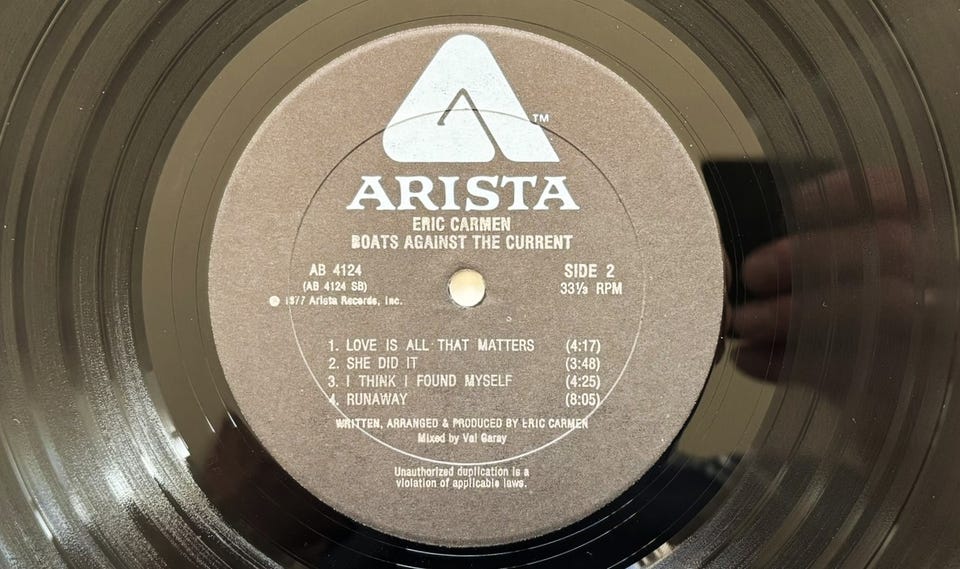 TM
ARISTA
ERIC CARMEN
BOATS AGAINST THE CURRENT
AB 4124
(AB 4124 SB)
℗ 1977 Arista Records, Inc.
SIDE 2
33⅓ RPM
1. LOVE IS ALL THAT MATTERS (4:17)
2. SHE DID IT (3:48)
3. I THINK I FOUND MYSELF (4:25)
4. RUNAWAY (8:05)
WRITTEN, ARRANGED & PRODUCED BY ERIC CARMEN
Mixed by Val Garay
Unauthorized duplication is a
violation of applicable laws.